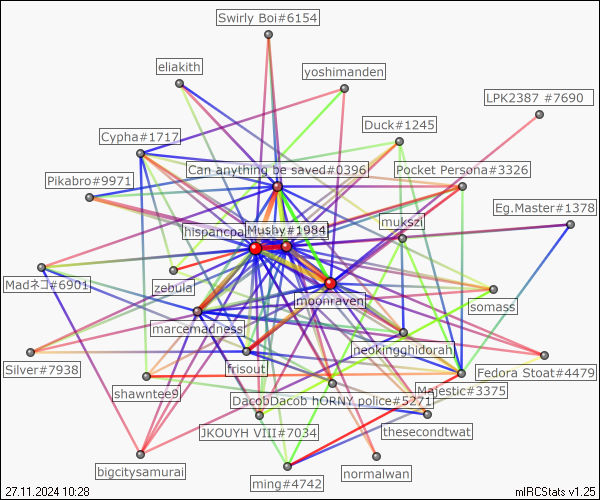 Swirly Boi#6154
eliakith
yoshimanden
LPK2387 #7690
Duck#1245
Cypha#1717
Can anything be saved#0396
Pocket Persona#3326
Pikabro#9971
Eg.Master#1378
mukszi
hispancpa
Mushy#1984
Madネコ#6901
zebula
moonraven
somass
marcemadness
neokingghidorah
Silver#7938
frisout
Fedora Stoat#4479
shawntee9
Majestic#3375
DacobDacob hORNY police#5271
JKOUYH VIII#7034
thesecondtwat
bigcitysamurai
normalwan
ming#4742
27.11.2024 10:28
mIRCStats v1.25